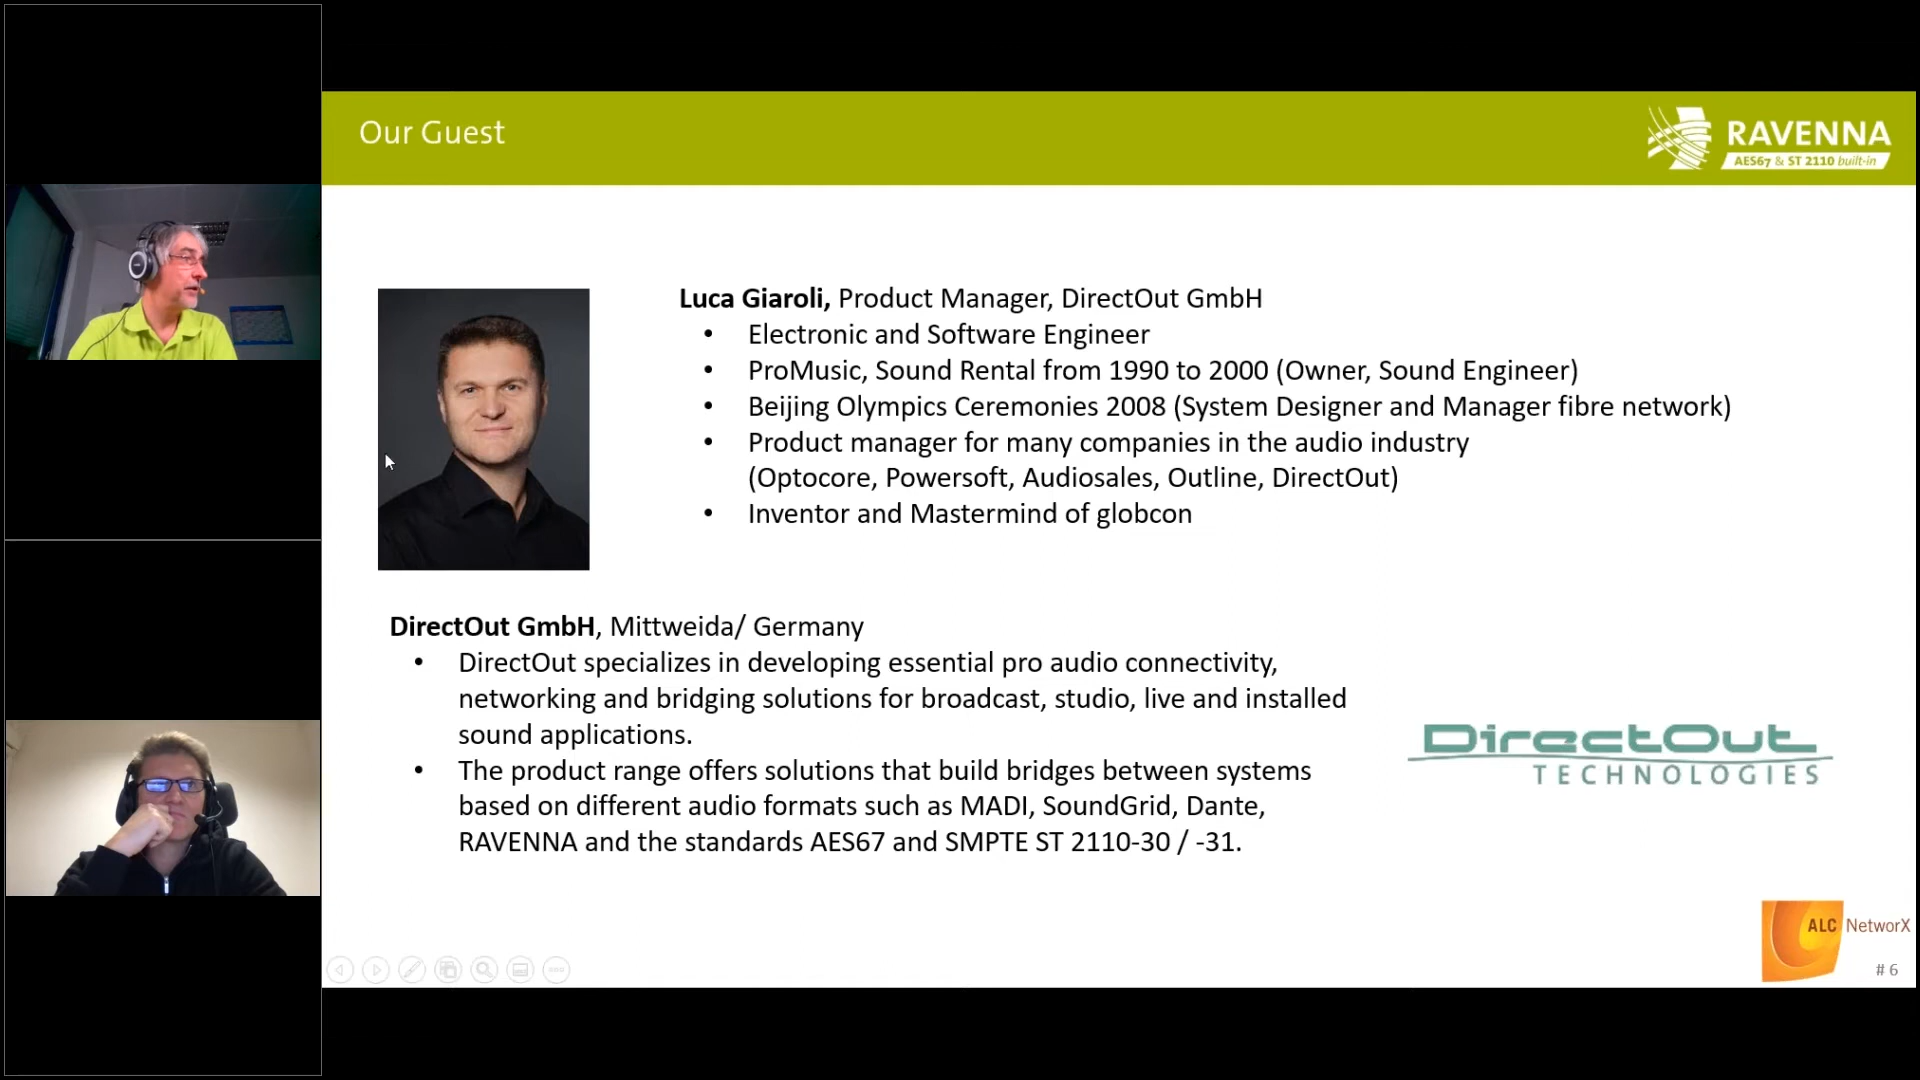 Our Guest
RAVENNA
AES67 & ST 2110 built-in
Luca Giaroli, Product Manager, DirectOut GmbH
• Electronic and Software Engineer
• ProMusic, Sound Rental from 1990 to 2000 (Owner, Sound Engineer)
• Beijing Olympics Ceremonies 2008 (System Designer and Manager fibre network)
• Product manager for many companies in the audio industry
(Optocore, Powersoft, Audiosales, Outline, DirectOut)
• Inventor and Mastermind of globcon
DirectOut GmbH, Mittweida/ Germany
• DirectOut specializes in developing essential pro audio connectivity,
networking and bridging solutions for broadcast, studio, live and installed
sound applications.
• The product range offers solutions that build bridges between systems
based on different audio formats such as MADI, SoundGrid, Dante,
RAVENNA and the standards AES67 and SMPTE ST 2110-30 / -31.
DirectOut
TECHNOLOGIES
ALC NetworX
# 6